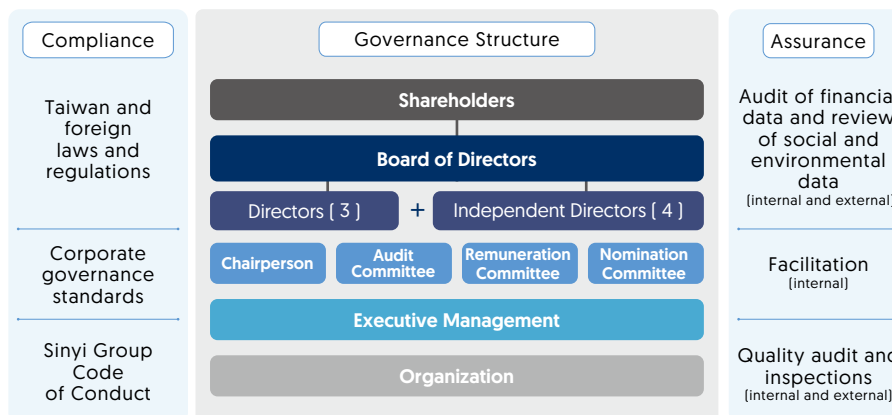 Compliance
Taiwan and
foreign
laws and
regulations
Corporate
governance
standards
Sinyi Group
Code
of Conduct
Governance Structure
Shareholders
Board of Directors
Directors ( 3 )
+
Independent Directors ( 4 )
Chairperson
Audit
Committee
Remuneration
Committee
Nomination
Committee
Executive Management
Organization
Assurance
Audit of financial
data and review
of social and
environmental
data
(internal and external)
Facilitation
(internal)
Quality audit and
inspections
(internal and external)